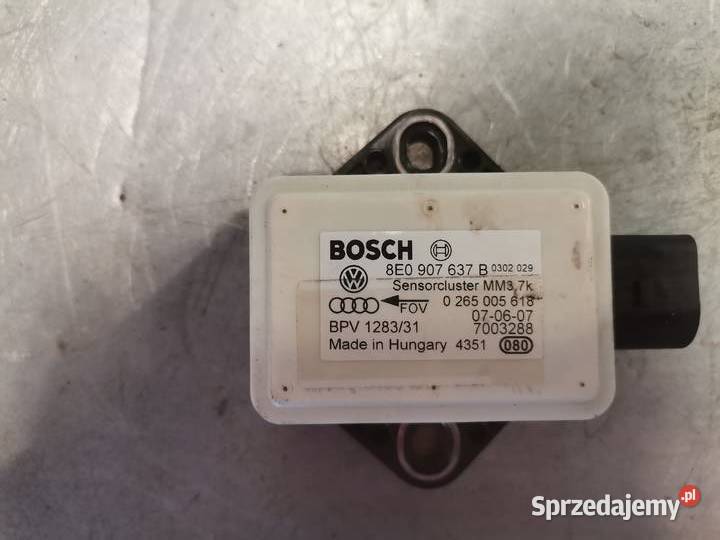 BOSCH
8E0 907 637 B 0302 029
Sensorcluster MM3,7k
FOV 0 265 005 618
07-06-07
BPV 1283/31 7003288
Made in Hungary 4351 080
Sprzedajemy.pl